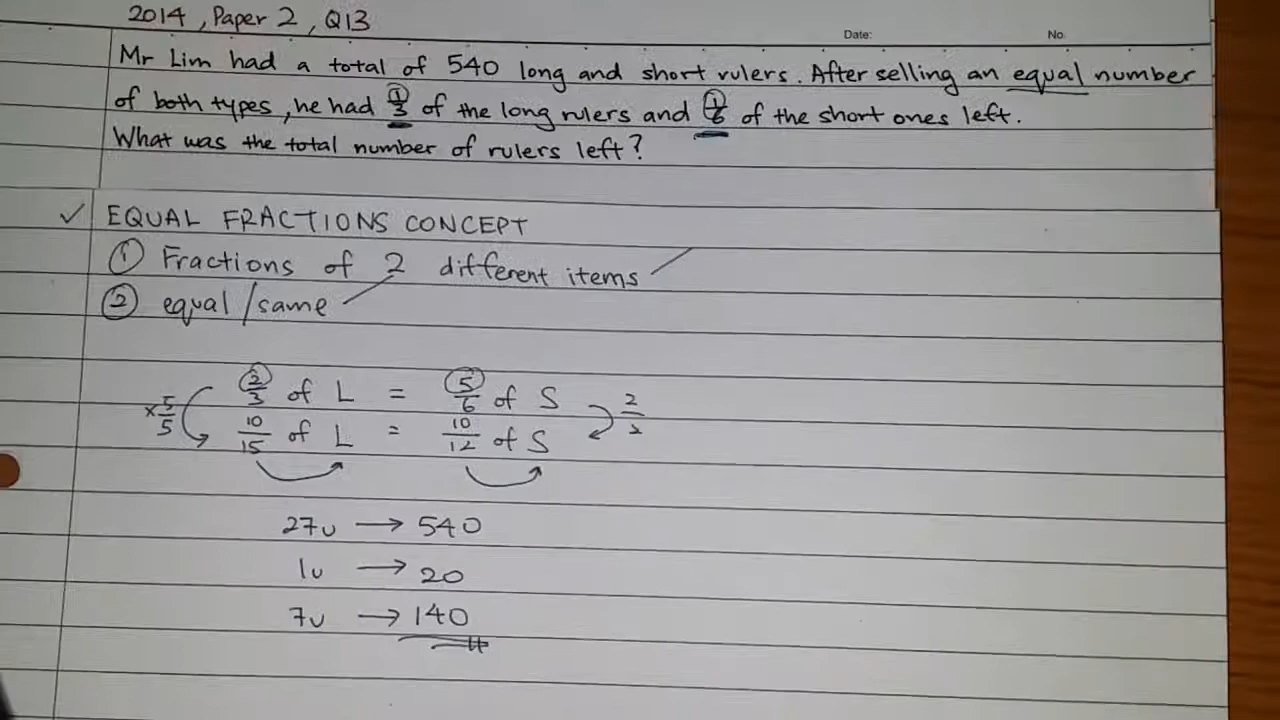 2014, Paper 2, Q13
Date: No.
Mr Lim had a total of 540 long and short rulers. After selling an equal number
of both types, he had 1/3 of the long rulers and 1/6 of the short ones left.
What was the total number of rulers left?
✓ EQUAL FRACTIONS CONCEPT
① Fractions of 2 different items
② equal/same
2/3 of L = 5/6 of S
×5/5 10/15 of L = 10/12 of S 2/2
27u → 540
1u → 20
7u → 140